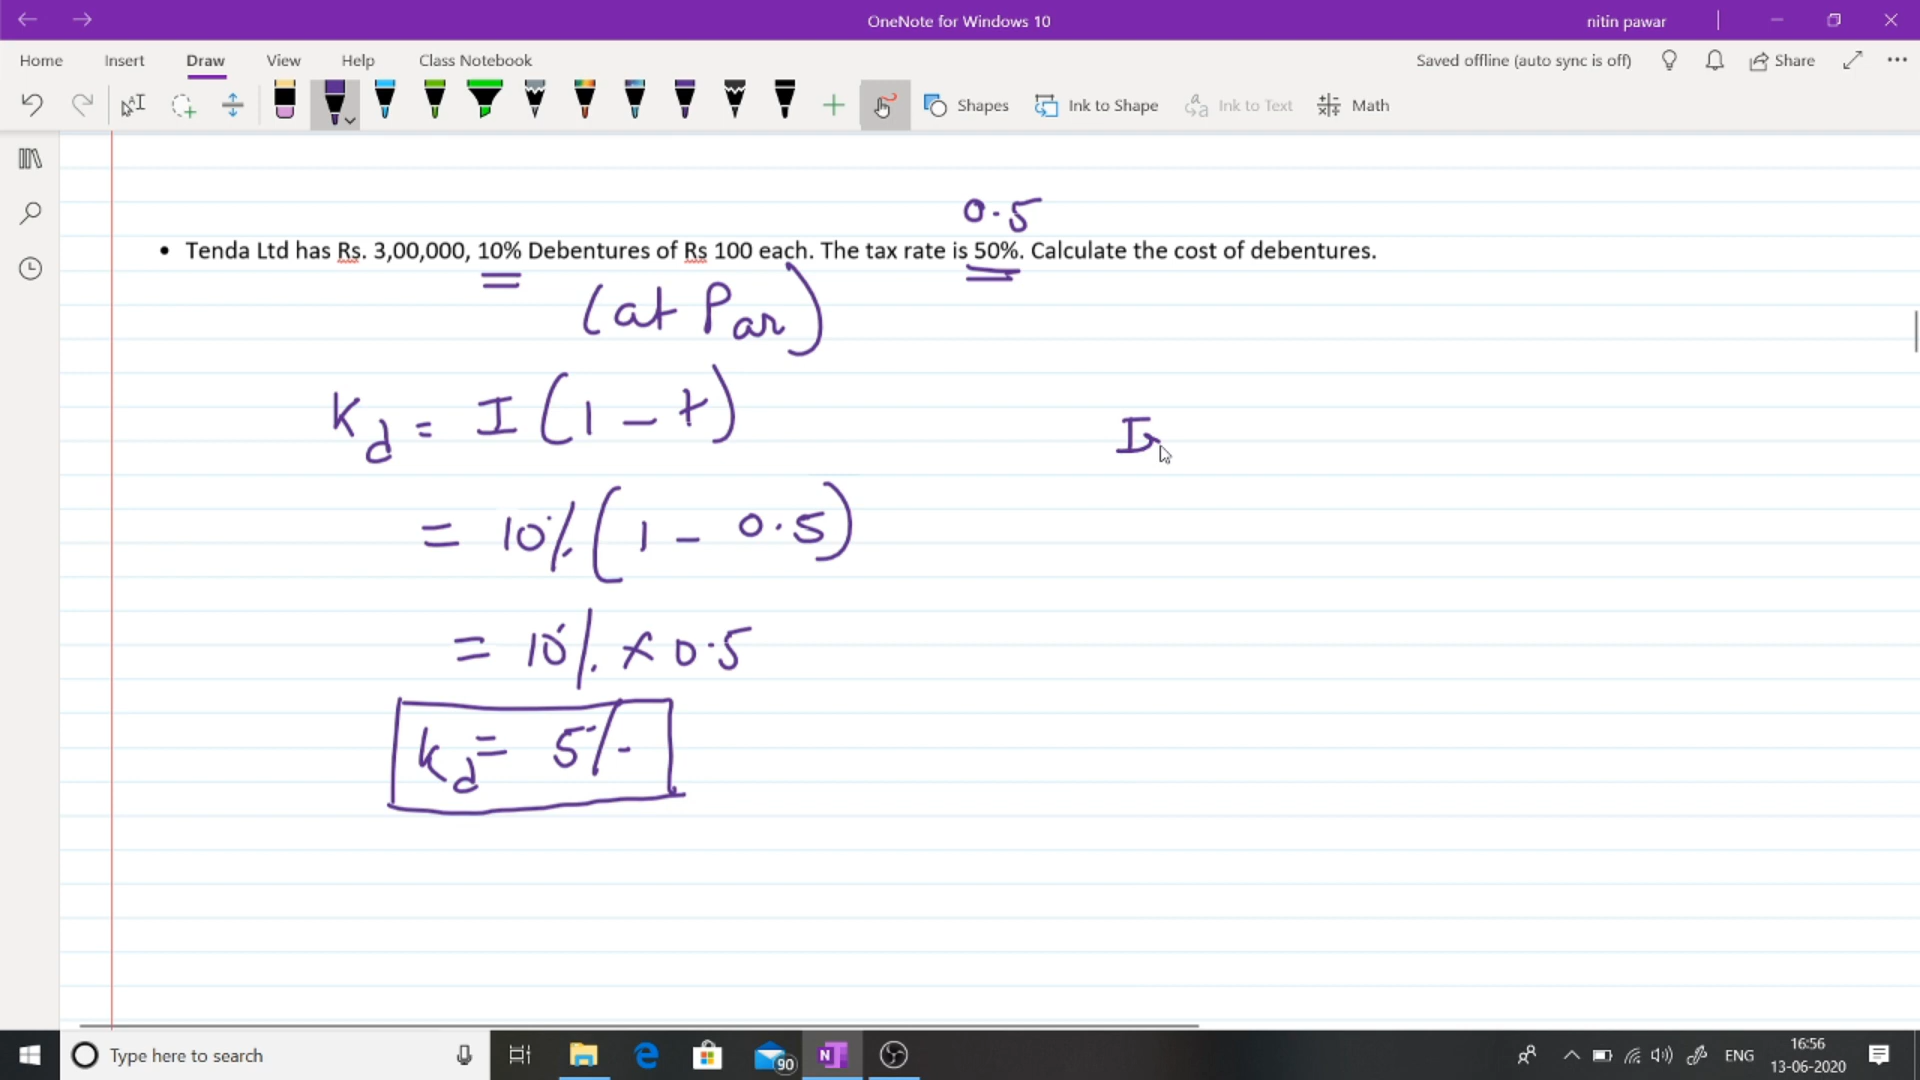 OneNote for Windows 10
nitin pawar
Home Insert Draw View Help Class Notebook
Saved offline (auto sync is off) Share
Shapes Ink to Shape Ink to Text Math
0.5
• Tenda Ltd has Rs. 3,00,000, 10% Debentures of Rs 100 each. The tax rate is 50%. Calculate the cost of debentures.
(at Par)
Kd = I (1 - t)
= 10% (1 - 0.5)
= 10% × 0.5
Kd = 5%
Type here to search
90
ENG
16:56
13-06-2020